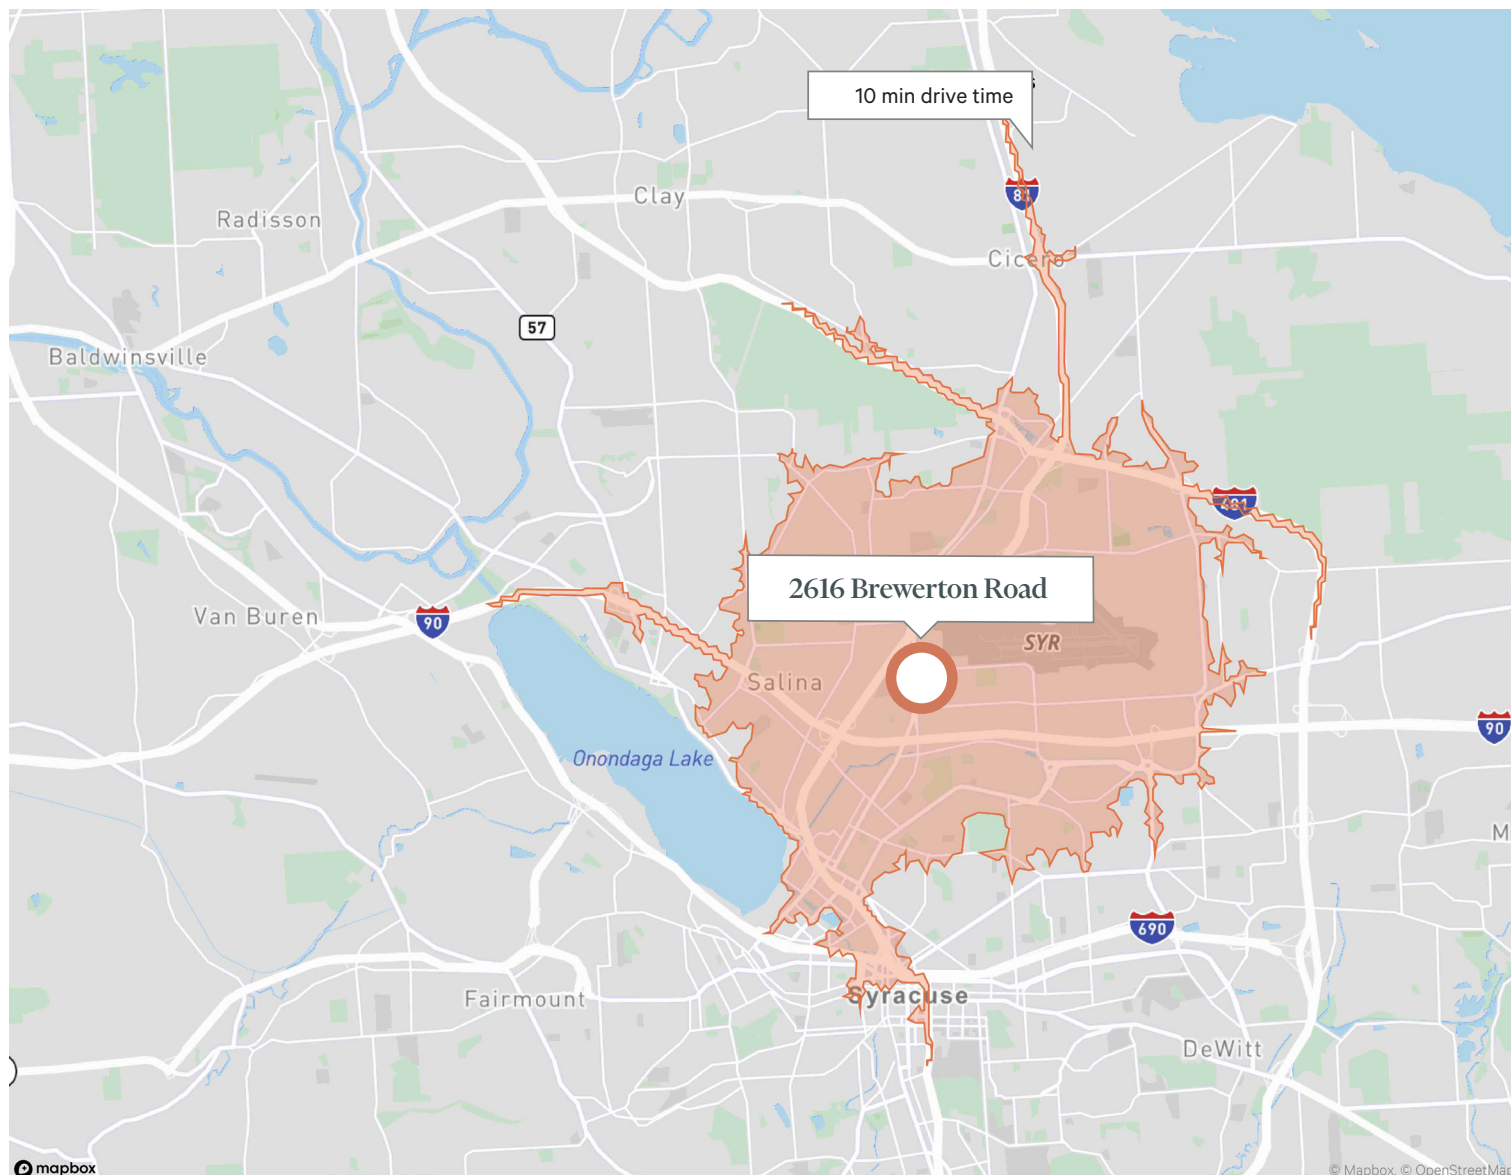 10 min drive time
81
Clay
Radisson
Cicero
57
Baldwinsville
481
2616 Brewerton Road
Van Buren
90
SYR
Salina
90
Onondaga Lake
M
690
Syracuse
Fairmount
DeWitt
mapbox
© Mapbox, © OpenStreetMap